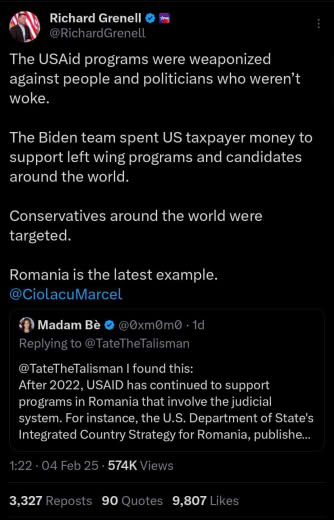 Richard Grenell
@RichardGrenell
The USAid programs were weaponized
against people and politicians who weren't
woke.
The Biden team spent US taxpayer money to
support left wing programs and candidates
around the world.
Conservatives around the world were
targeted.
Romania is the latest example.
@CiolacuMarcel
Madam Bè @0xm0m0 · 1d
Replying to @TateTheTalisman
@TateTheTalisman I found this:
After 2022, USAID has continued to support
programs in Romania that involve the judicial
system. For instance, the U.S. Department of State's
Integrated Country Strategy for Romania, publishe...
1:22 · 04 Feb 25 · 574K Views
3,327 Reposts 90 Quotes 9,807 Likes